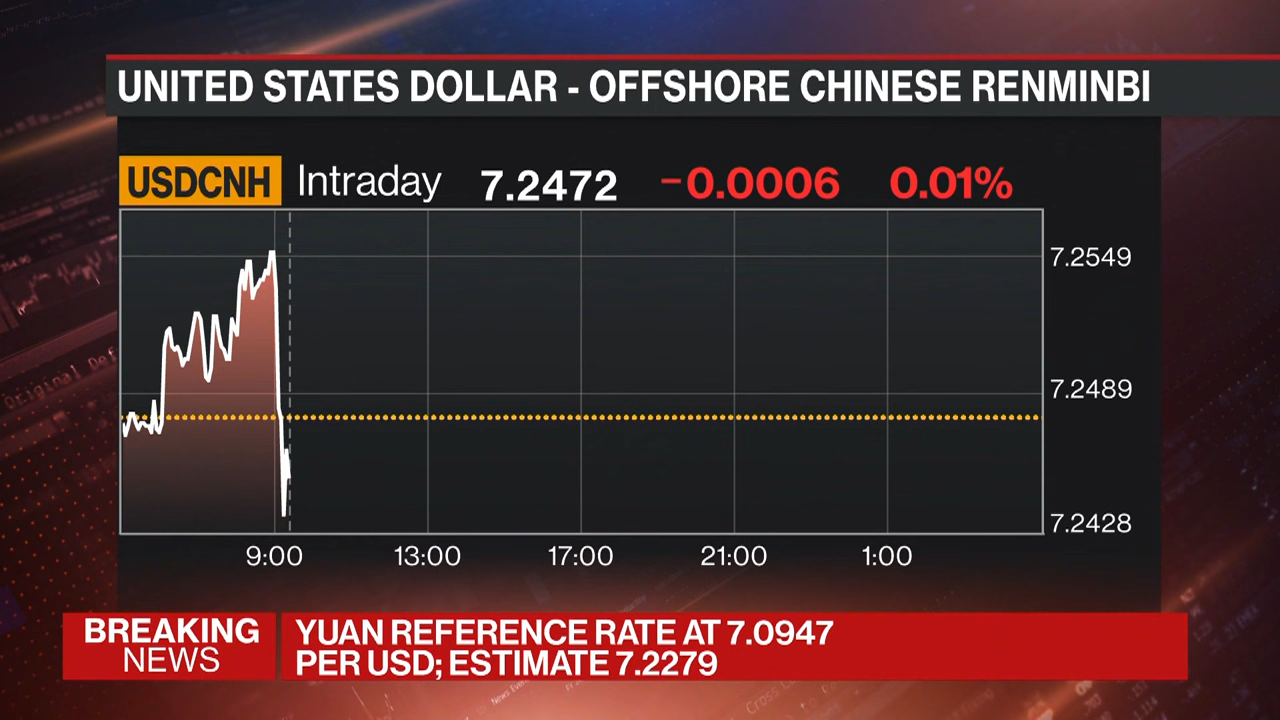 UNITED STATES DOLLAR - OFFSHORE CHINESE RENMINBI
USDCNH Intraday 7.2472 -0.0006 0.01%
7.2549
7.2489
7.2428
9:00 13:00 17:00 21:00 1:00
Original
BREAKING
NEWS
YUAN REFERENCE RATE AT 7.0947
PER USD; ESTIMATE 7.2279